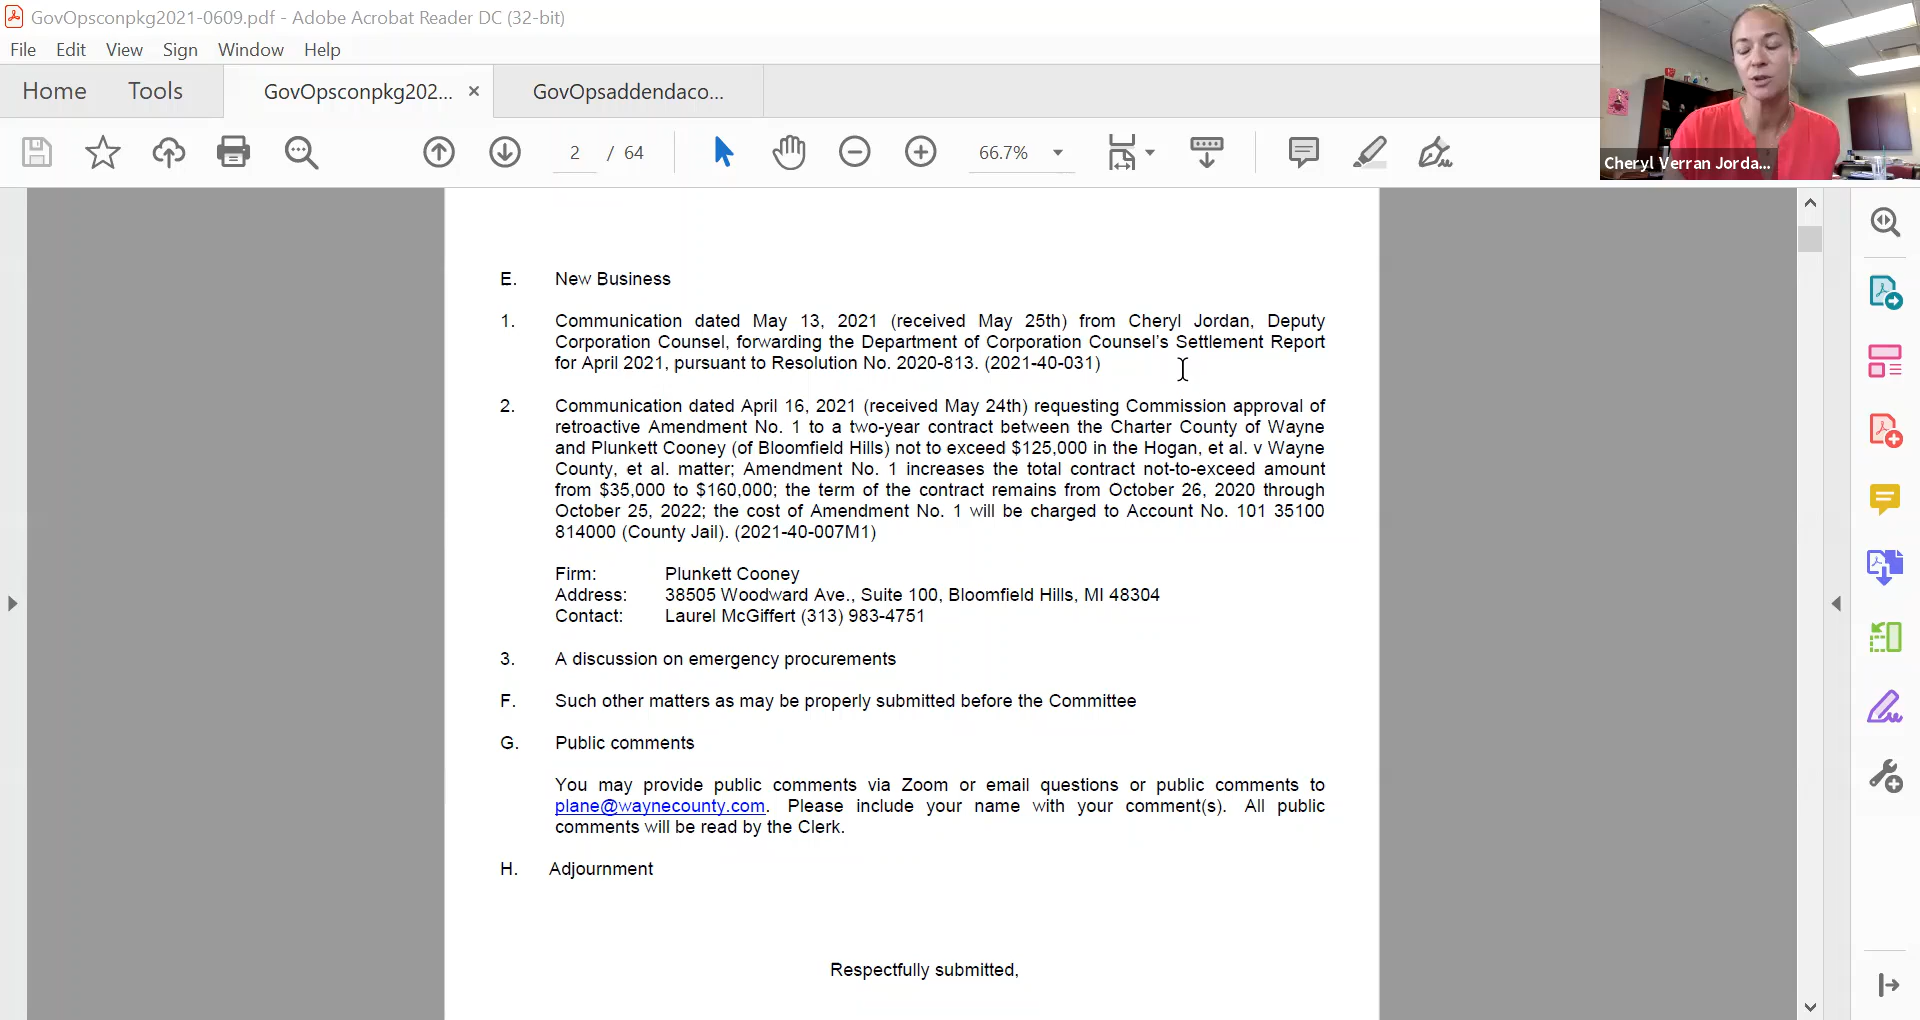 GovOpsconpkg2021-0609.pdf - Adobe Acrobat Reader DC (32-bit)
File Edit View Sign Window Help
Home Tools GovOpsconpkg202... × GovOpsaddendaco...
2 / 64 66.7%
Cheryl Verran Jorda...
E. New Business
1. Communication dated May 13, 2021 (received May 25th) from Cheryl Jordan, Deputy
Corporation Counsel, forwarding the Department of Corporation Counsel's Settlement Report
for April 2021, pursuant to Resolution No. 2020-813. (2021-40-031)
2. Communication dated April 16, 2021 (received May 24th) requesting Commission approval of
retroactive Amendment No. 1 to a two-year contract between the Charter County of Wayne
and Plunkett Cooney (of Bloomfield Hills) not to exceed $125,000 in the Hogan, et al. v Wayne
County, et al. matter; Amendment No. 1 increases the total contract not-to-exceed amount
from $35,000 to $160,000; the term of the contract remains from October 26, 2020 through
October 25, 2022; the cost of Amendment No. 1 will be charged to Account No. 101 35100
814000 (County Jail). (2021-40-007M1)
Firm: Plunkett Cooney
Address: 38505 Woodward Ave., Suite 100, Bloomfield Hills, MI 48304
Contact: Laurel McGiffert (313) 983-4751
3. A discussion on emergency procurements
F. Such other matters as may be properly submitted before the Committee
G. Public comments
You may provide public comments via Zoom or email questions or public comments to
plane@waynecounty.com. Please include your name with your comment(s). All public
comments will be read by the Clerk.
H. Adjournment
Respectfully submitted,